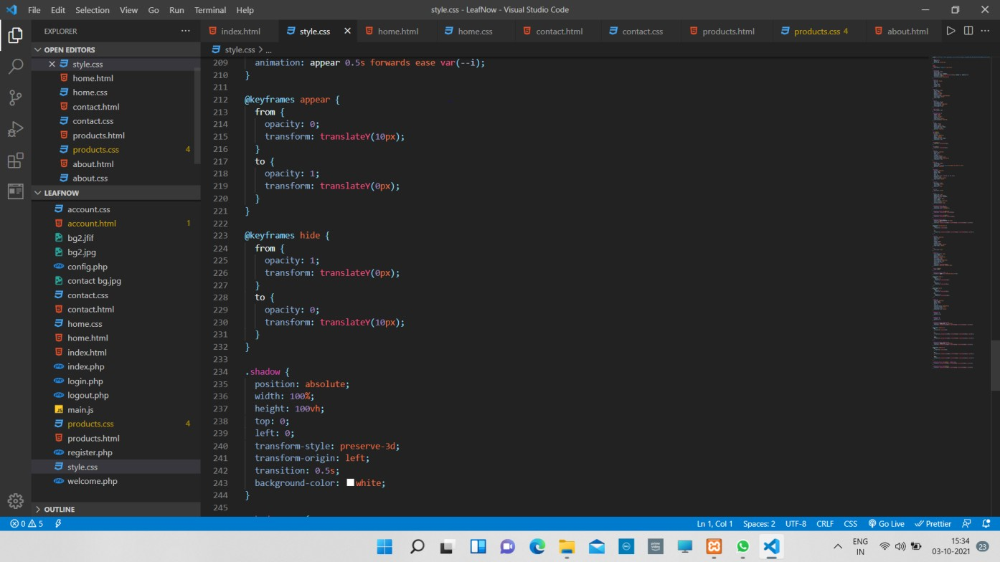 File Edit Selection View Go Run Terminal Help
style.css - LeafNow - Visual Studio Code
EXPLORER
index.html style.css home.html home.css contact.html contact.css products.html products.css 4 about.html
OPEN EDITORS
style.css
home.html
home.css
contact.html
contact.css
products.html
products.css 4
about.html
about.css
LEAFNOW
account.css
account.html 1
bg2.jfif
bg2.jpg
config.php
contact bg.jpg
contact.css
contact.html
home.css
home.html
index.html
index.php
login.php
logout.php
main.js
products.css 4
products.html
register.php
style.css
welcome.php
OUTLINE
style.css > ...
209 animation: appear 0.5s forwards ease var(--i);
210 }
211
212 @keyframes appear {
213 from {
214 opacity: 0;
215 transform: translateY(10px);
216 }
217 to {
218 opacity: 1;
219 transform: translateY(0px);
220 }
221 }
222
223 @keyframes hide {
224 from {
225 opacity: 1;
226 transform: translateY(0px);
227 }
228 to {
229 opacity: 0;
230 transform: translateY(10px);
231 }
232 }
233
234 .shadow {
235 position: absolute;
236 width: 100%;
237 height: 100vh;
238 top: 0;
239 left: 0;
240 transform-style: preserve-3d;
241 transform-origin: left;
242 transition: 0.5s;
243 background-color: white;
244 }
245
0 5
Ln 1, Col 1 Spaces: 2 UTF-8 CRLF CSS Go Live Prettier
ENG
IN
15:34
03-10-2021
23